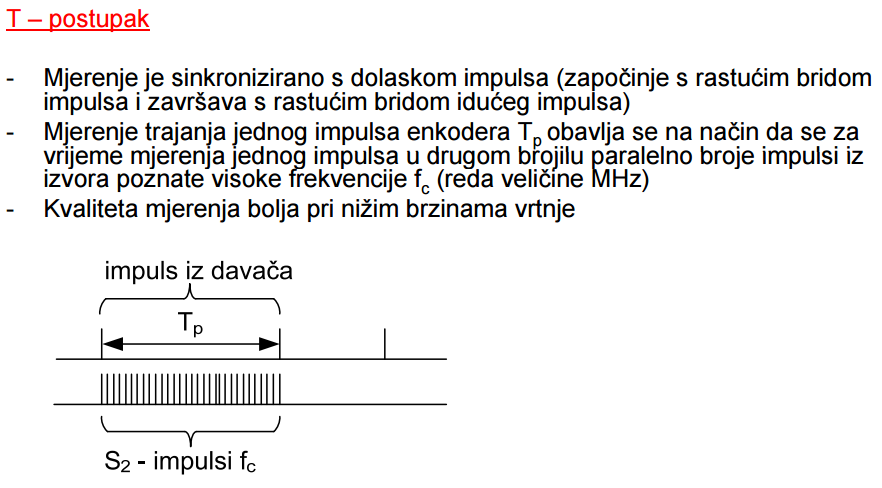 T – postupak
- Mjerenje je sinkronizirano s dolaskom impulsa (započinje s rastućim bridom
impulsa i završava s rastućim bridom idućeg impulsa)
- Mjerenje trajanja jednog impulsa enkodera Tp obavlja se na način da se za
vrijeme mjerenja jednog impulsa u drugom brojilu paralelno broje impulsi iz
izvora poznate visoke frekvencije fc (reda veličine MHz)
- Kvaliteta mjerenja bolja pri nižim brzinama vrtnje
impuls iz davača
Tp
S2 - impulsi fc